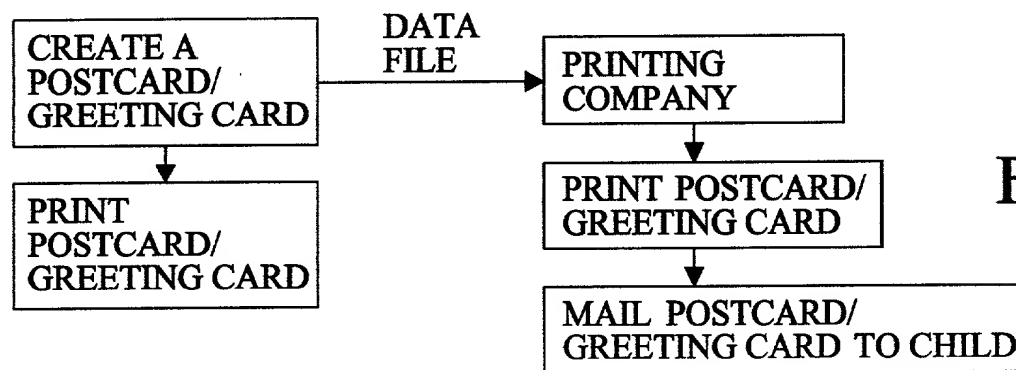 CREATE A
POSTCARD/
GREETING CARD
DATA
FILE
PRINTING
COMPANY
PRINT
POSTCARD/
GREETING CARD
PRINT POSTCARD/
GREETING CARD
MAIL POSTCARD/
GREETING CARD TO CHILD